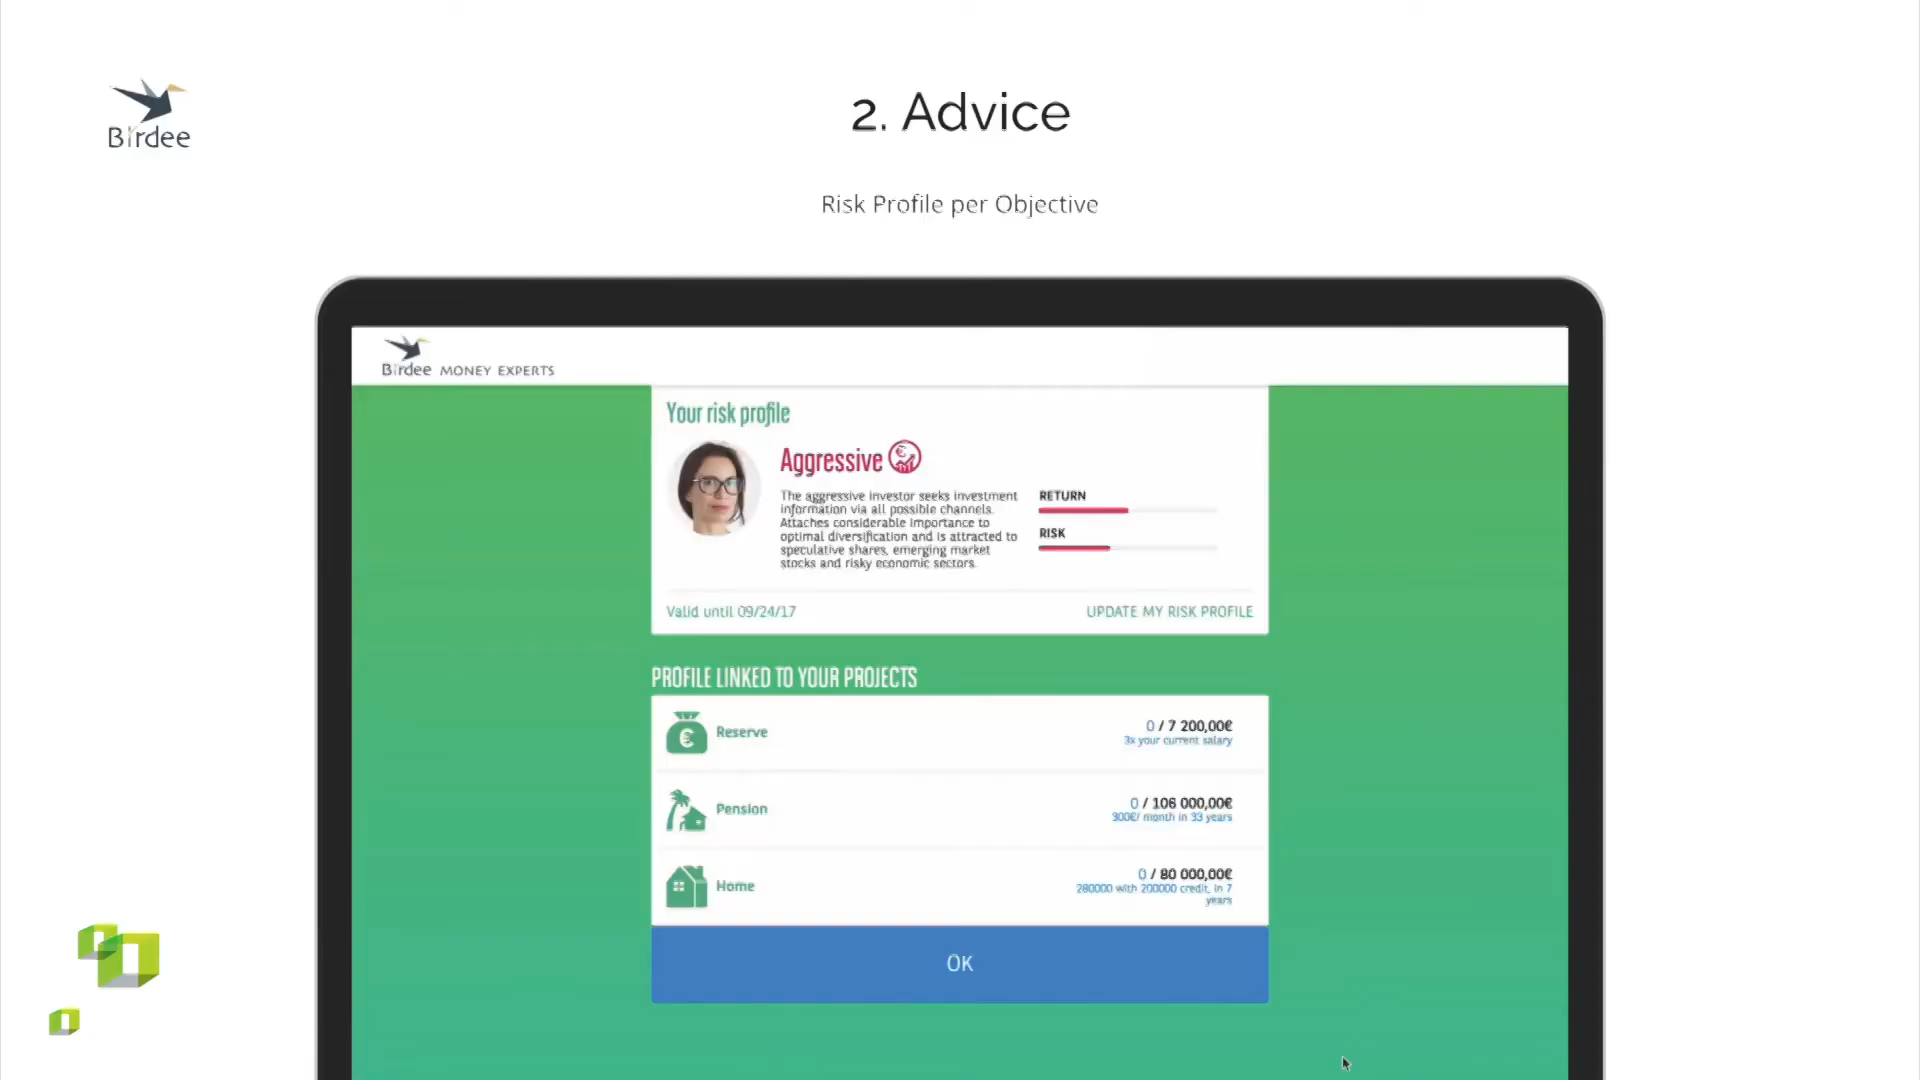 Birdee
2. Advice
Risk Profile per Objective
Birdee MONEY EXPERTS
Your risk profile
Aggressive
The aggressive investor seeks investment
information via all possible channels.
Attaches considerable importance to
optimal diversification and is attracted to
speculative shares, emerging market
stocks and risky economic sectors.
RETURN
RISK
Valid until 09/24/17
UPDATE MY RISK PROFILE
PROFILE LINKED TO YOUR PROJECTS
Reserve
0 / 7 200,00€
3x your current salary
Pension
0 / 106 000,00€
300€/ month in 33 years
Home
0 / 80 000,00€
280000 with 200000 credit, in 7
years
OK